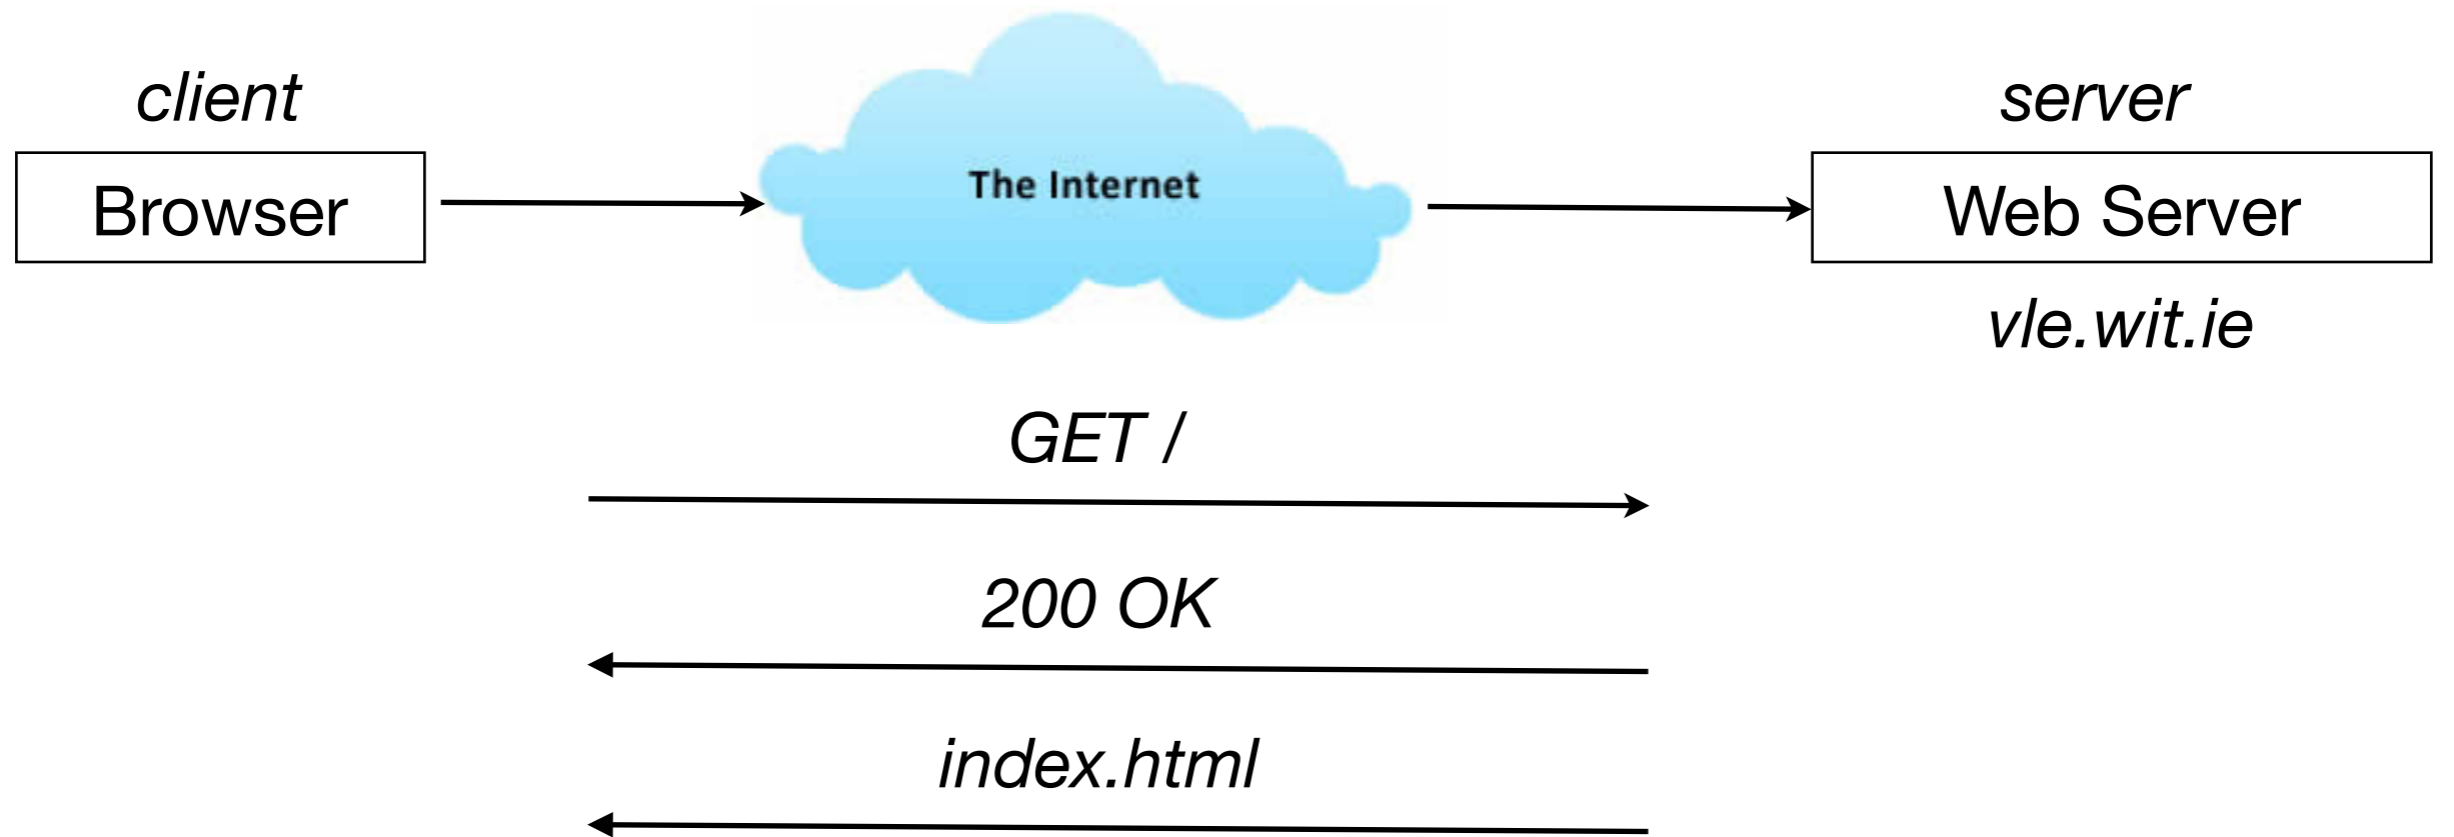 client
server
Browser
The Internet
Web Server
vle.wit.ie
GET /
200 OK
index.html